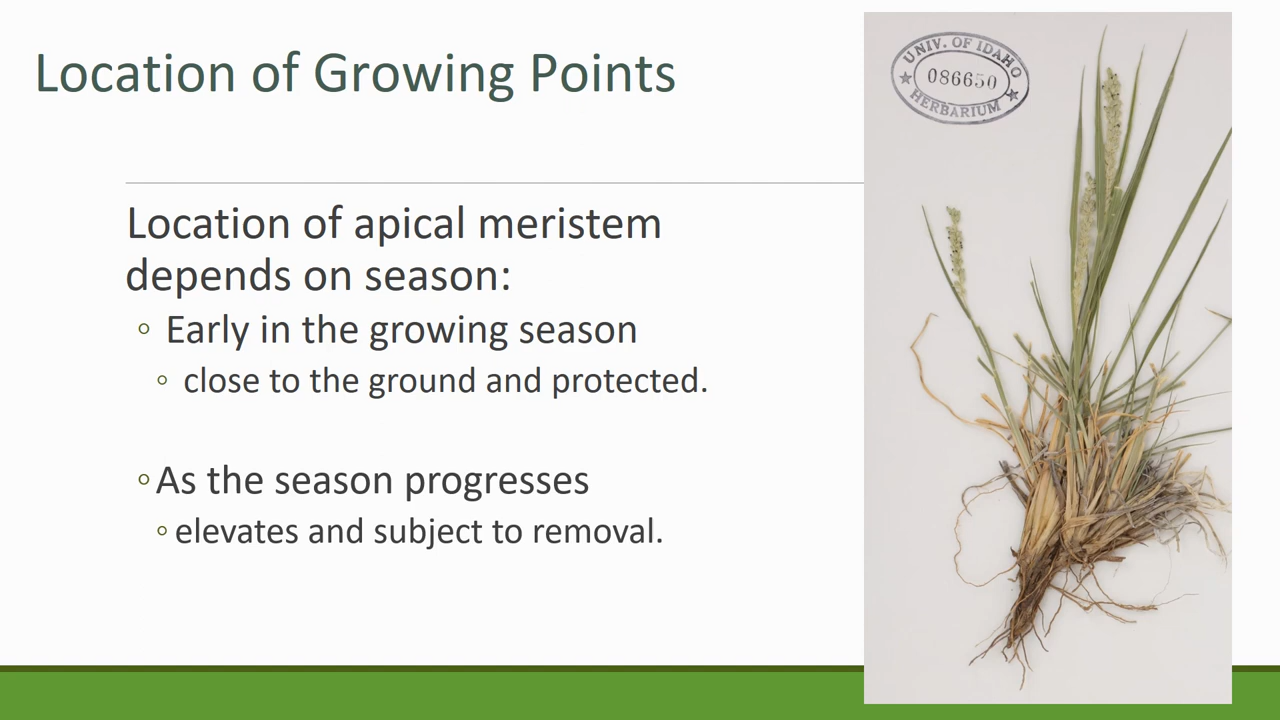 Location of Growing Points
Location of apical meristem
depends on season:
◦ Early in the growing season
◦ close to the ground and protected.
◦As the season progresses
◦elevates and subject to removal.
UNIV. OF IDAHO
086650
HERBARIUM